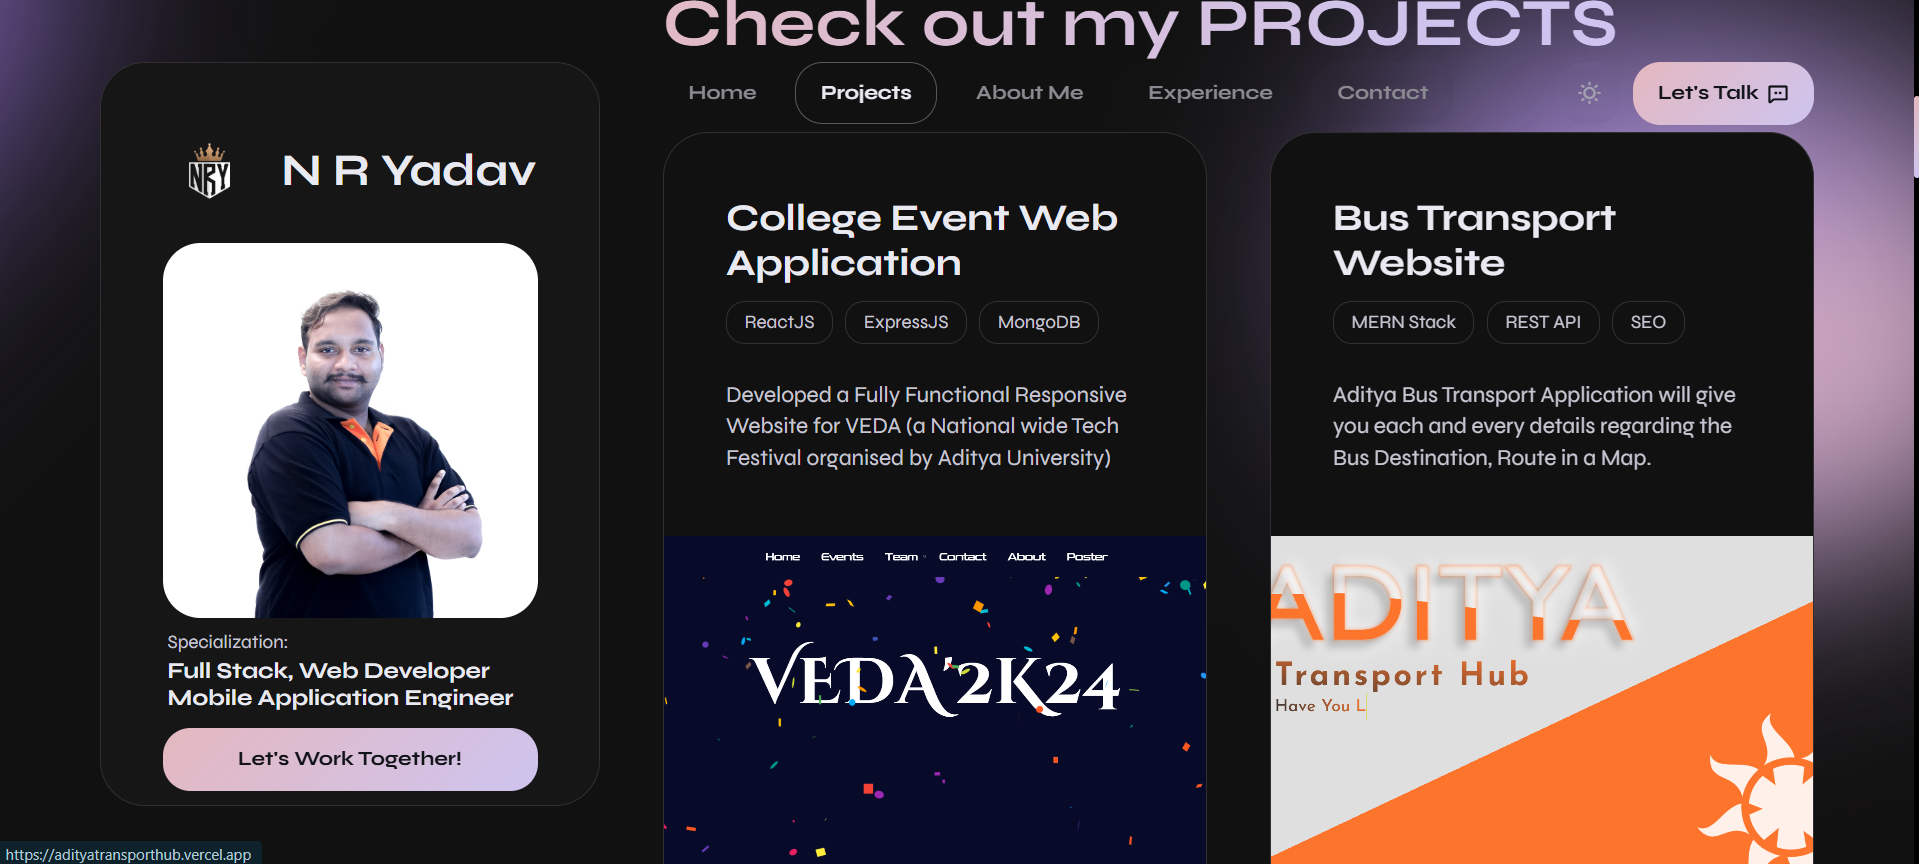 Check out my PROJECTS
Home
Projects
About Me
Experience
Contact
Let's Talk
NRY
N R Yadav
Specialization:
Full Stack, Web Developer
Mobile Application Engineer
Let's Work Together!
College Event Web
Application
ReactJS
ExpressJS
MongoDB
Developed a Fully Functional Responsive
Website for VEDA (a National wide Tech
Festival organised by Aditya University)
Home
Events
Team
Contact
About
Poster
VEDA'2K24
Bus Transport
Website
MERN Stack
REST API
SEO
Aditya Bus Transport Application will give
you each and every details regarding the
Bus Destination, Route in a Map.
ADITYA
Transport Hub
Have You L
https://adityatransporthub.vercel.app